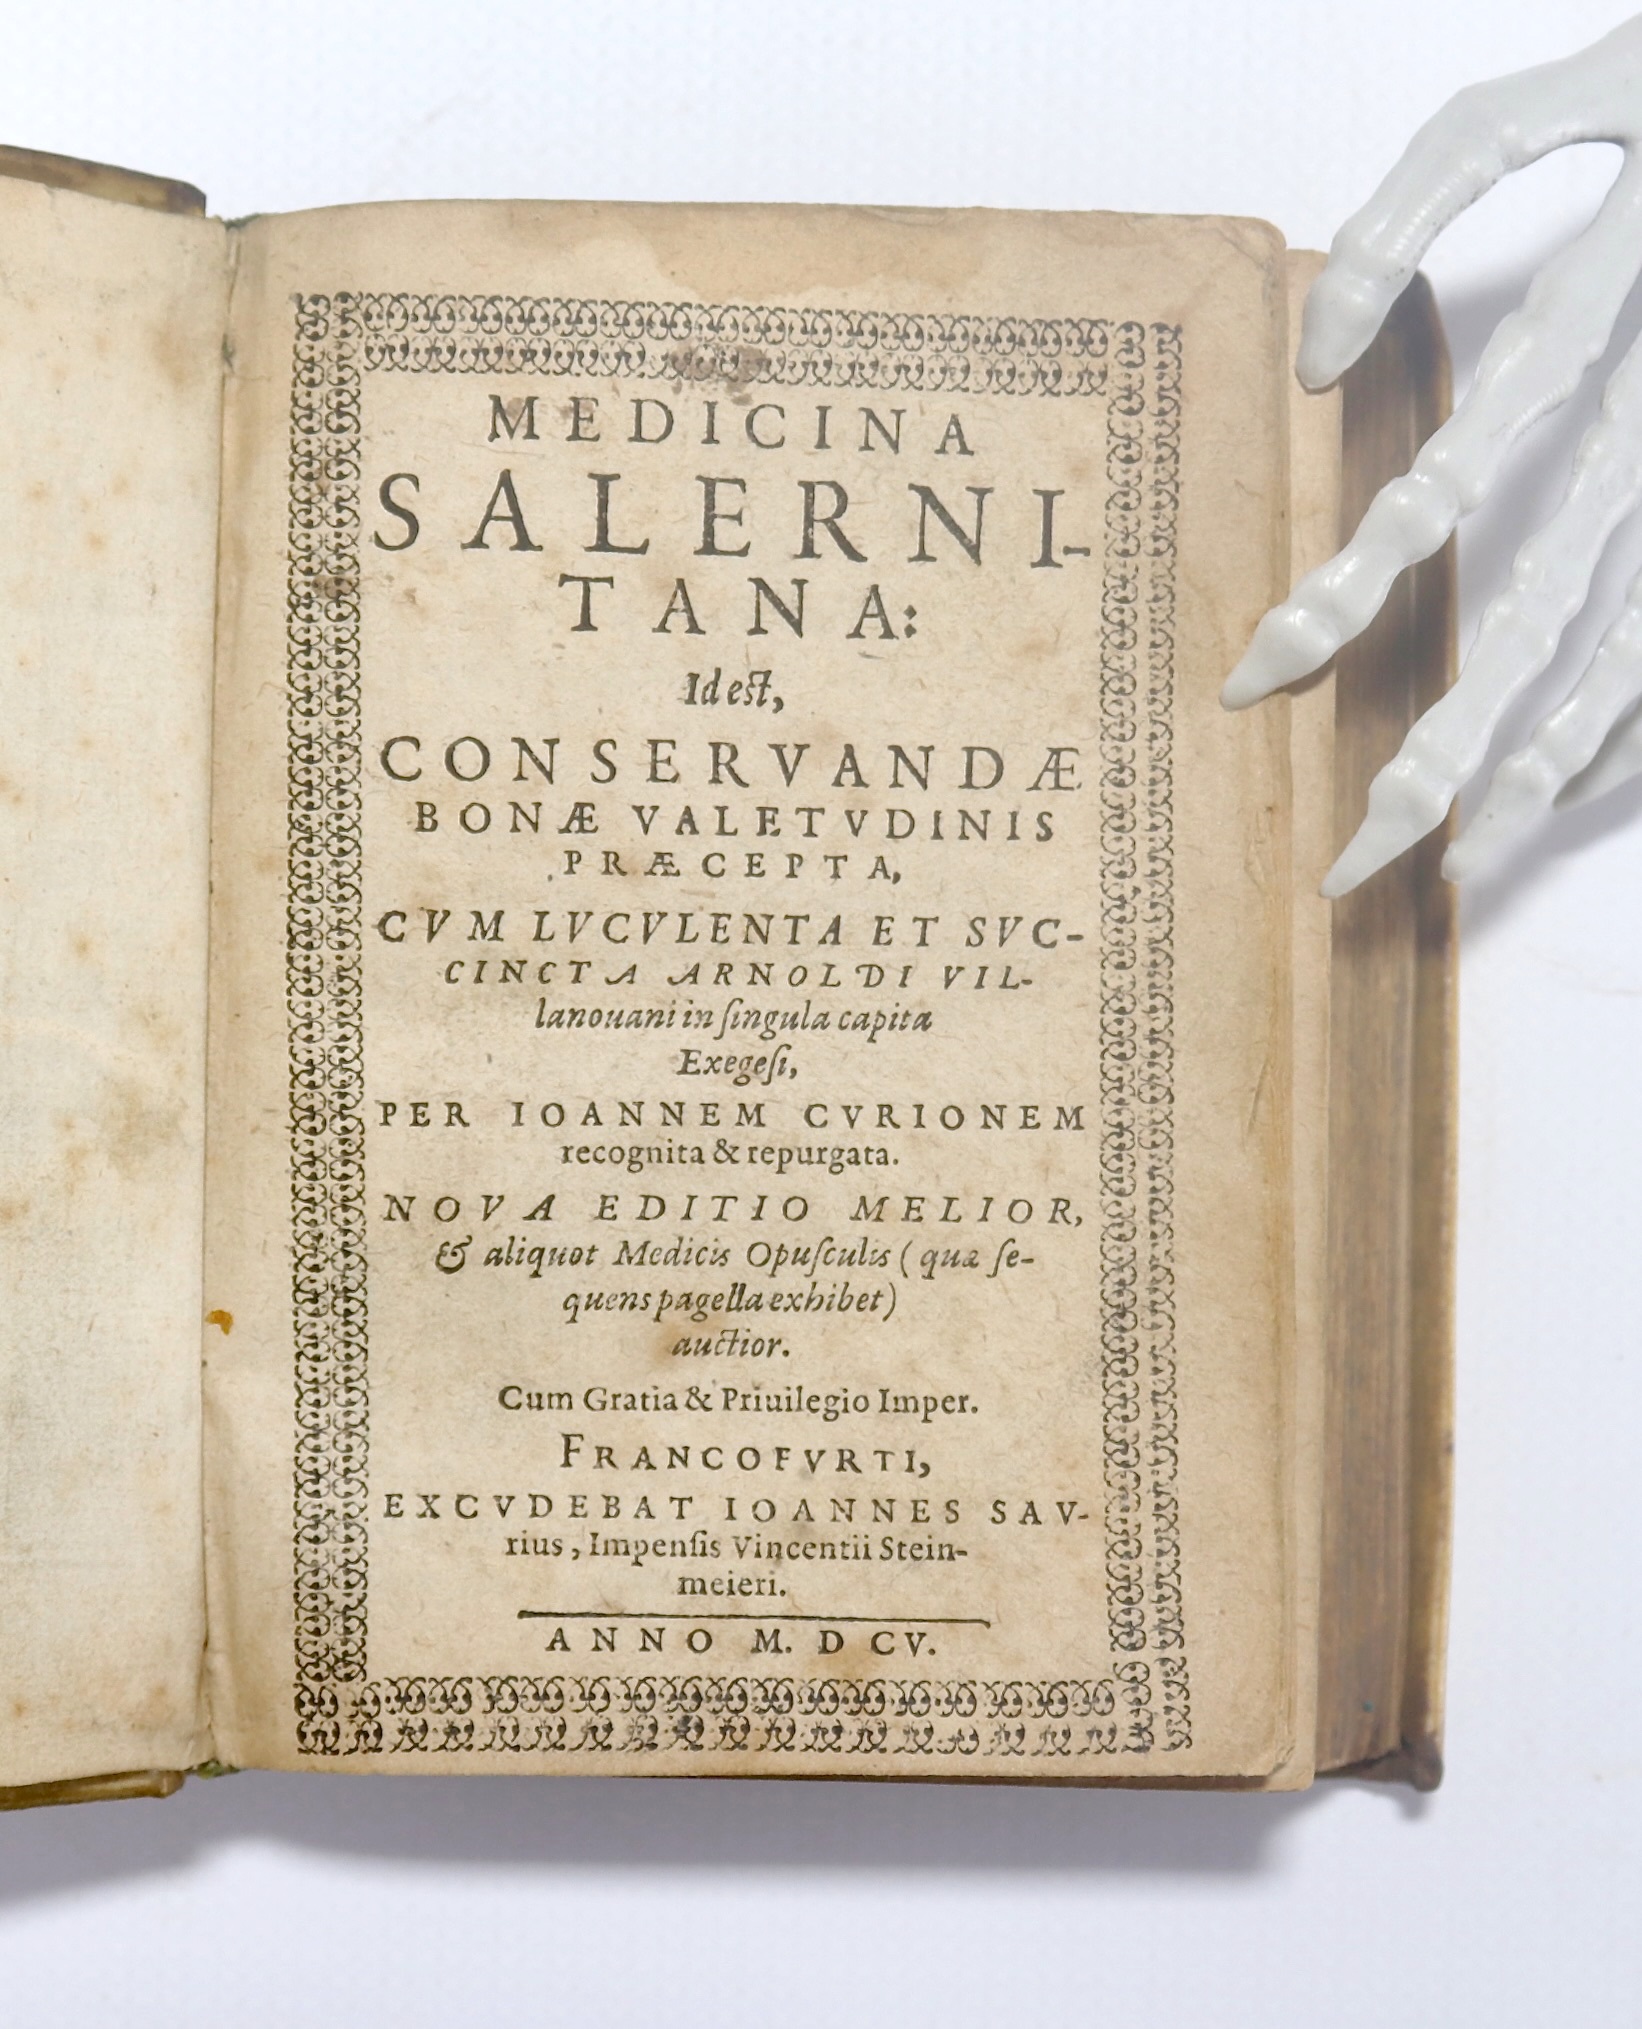 MEDICINA
SALERNI-
TANA:
Id est,
CONSERVANDÆ
BONÆ VALETVDINIS
PRÆCEPTA,
CVM LVCVLENTA ET SVC-
CINCTA ARNOLDI VIL-
lanouani in ſingula capita
Exegeſi,
PER IOANNEM CVRIONEM
recognita & repurgata.
NOVA EDITIO MELIOR,
& aliquot Medicis Opuſculis (quæ ſe-
quens pagella exhibet)
auctior.
Cum Gratia & Priuilegio Imper.
FRANCOFVRTI,
EXCVDEBAT IOANNES SAV-
rius, Impenſis Vincentii Stein-
meieri.
ANNO M. D CV.